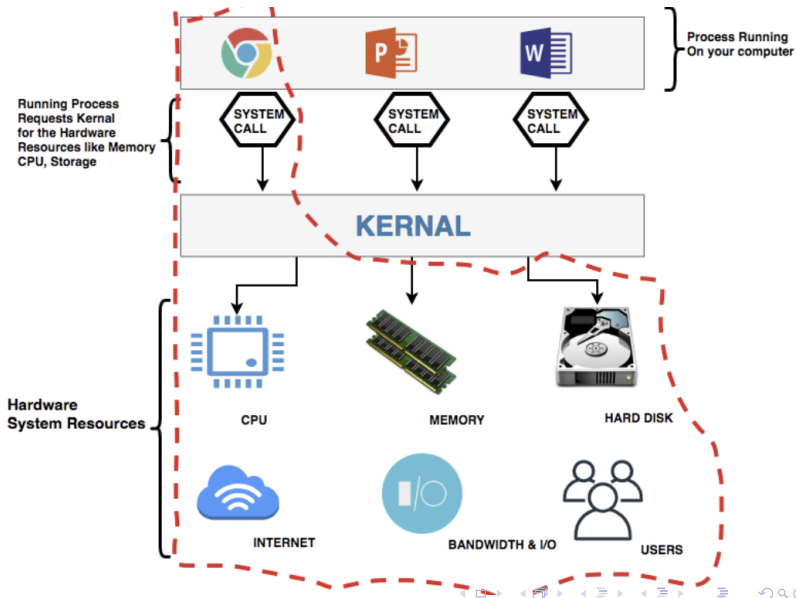 Process Running
On your computer
P
W
Running Process
Requests Kernal
for the Hardware
Resources like Memory
CPU, Storage
SYSTEM
CALL
SYSTEM
CALL
SYSTEM
CALL
KERNAL
Hardware
System Resources
CPU
MEMORY
HARD DISK
I/O
INTERNET
BANDWIDTH & I/O
USERS